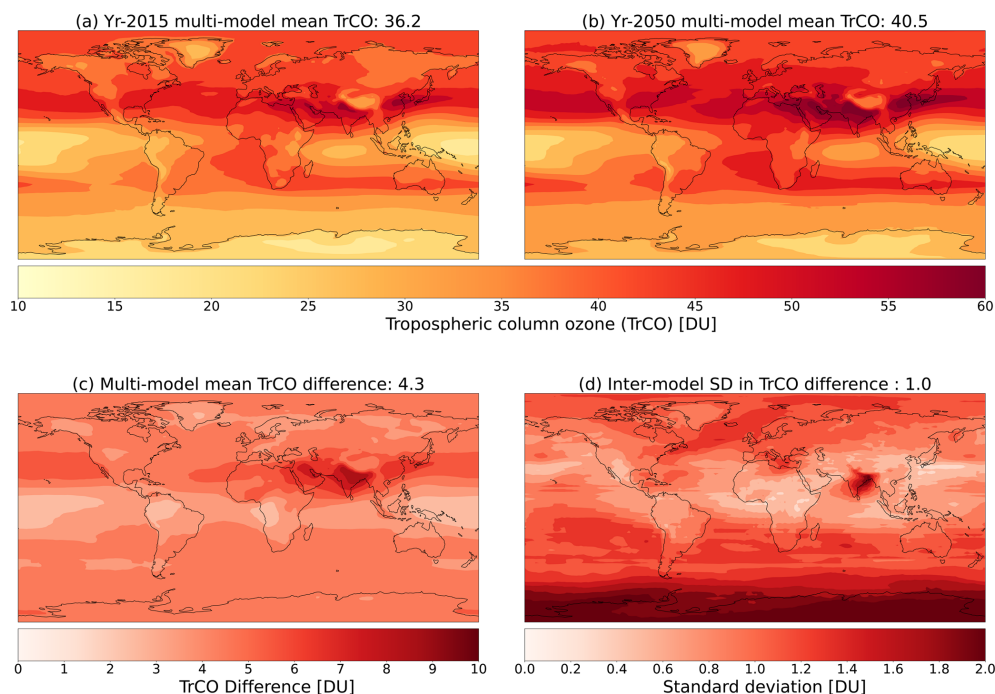 (a) Yr-2015 multi-model mean TrCO: 36.2
(b) Yr-2050 multi-model mean TrCO: 40.5
10 15 20 25 30 35 40 45 50 55 60
Tropospheric column ozone (TrCO) [DU]
(c) Multi-model mean TrCO difference: 4.3
(d) Inter-model SD in TrCO difference : 1.0
0 1 2 3 4 5 6 7 8 9 10
0.0 0.2 0.4 0.6 0.8 1.0 1.2 1.4 1.6 1.8 2.0
TrCO Difference [DU]
Standard deviation [DU]